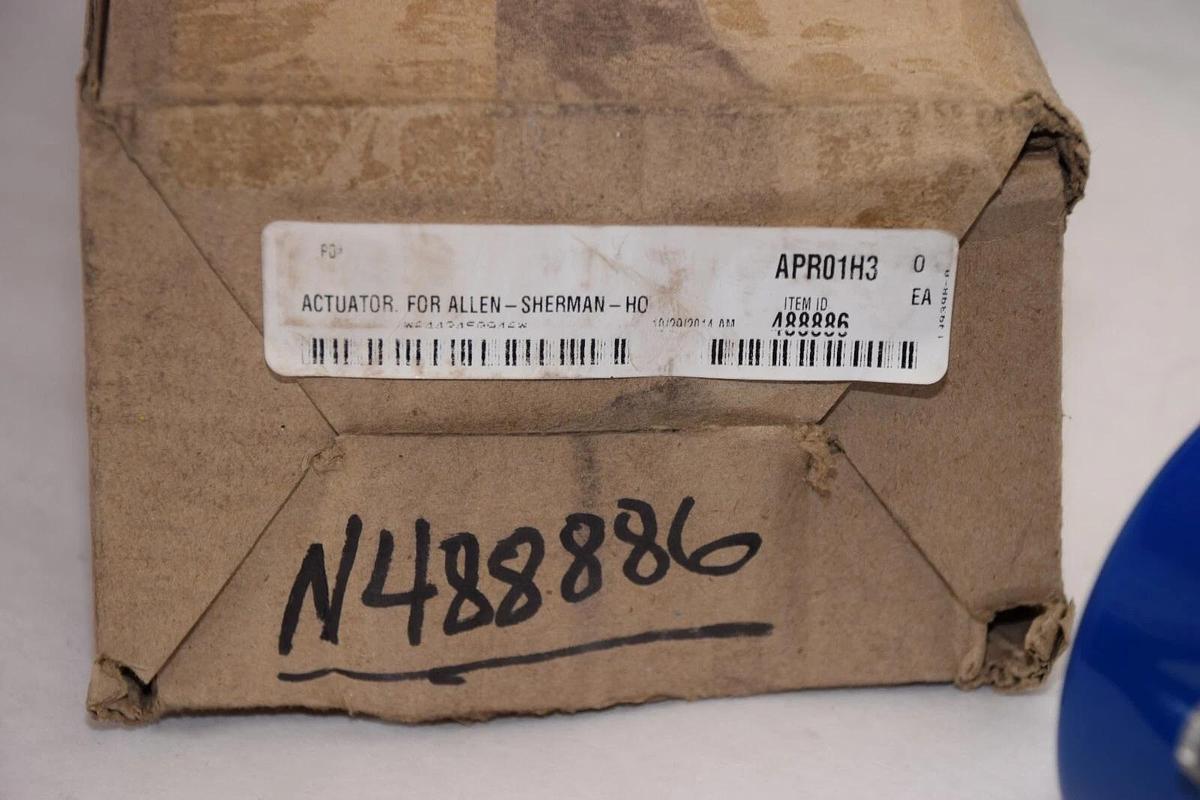 APR01H3 0
ACTUATOR. FOR ALLEN-SHERMAN-HO ITEM ID EA
488886
N488886